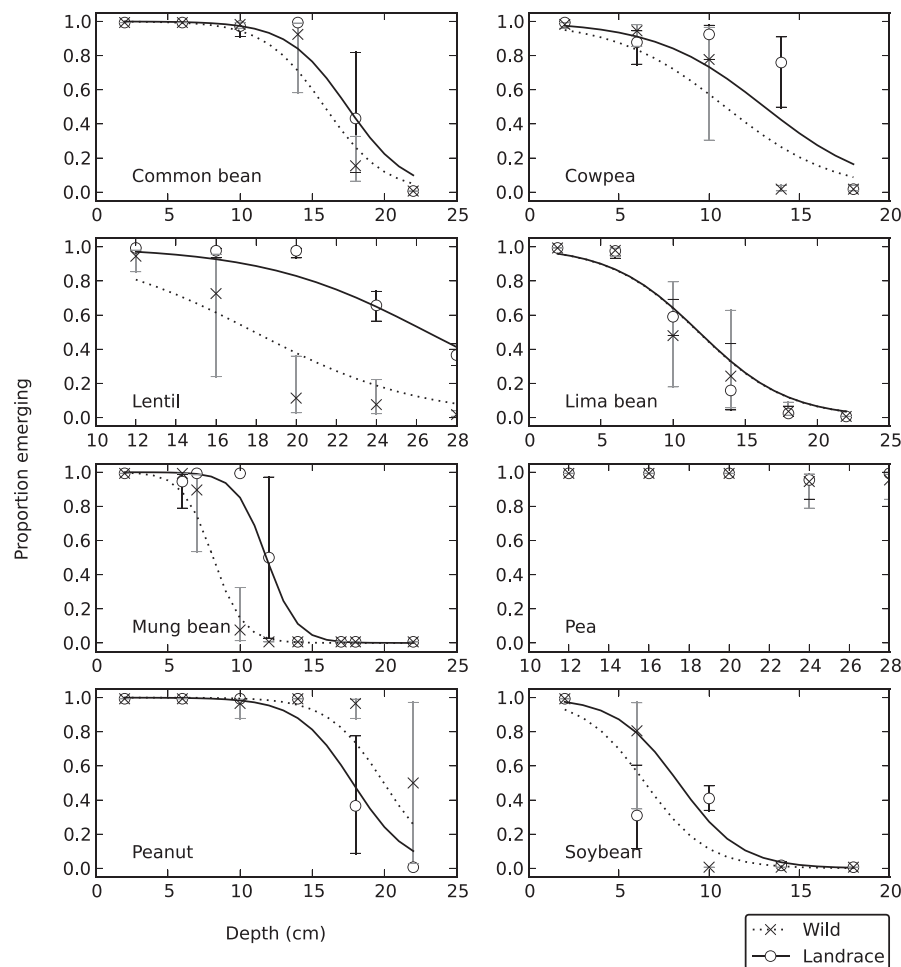 1.0 1.0
0.8 0.8
0.6 0.6
0.4 0.4
0.2 0.2
Common bean Cowpea
0.0 0.0
0 5 10 15 20 25 0 5 10 15 20
1.0 1.0
0.8 0.8
0.6 0.6
0.4 0.4
0.2 0.2
Lentil Lima bean
0.0 0.0
10 12 14 16 18 20 22 24 26 28 0 5 10 15 20 25
Proportion emerging
1.0 1.0
0.8 0.8
0.6 0.6
0.4 0.4
0.2 0.2
Mung bean Pea
0.0 0.0
0 5 10 15 20 25 10 12 14 16 18 20 22 24 26 28
1.0 1.0
0.8 0.8
0.6 0.6
0.4 0.4
0.2 0.2
Peanut Soybean
0.0 0.0
0 5 10 15 20 25 0 5 10 15 20
Depth (cm)
Wild
Landrace